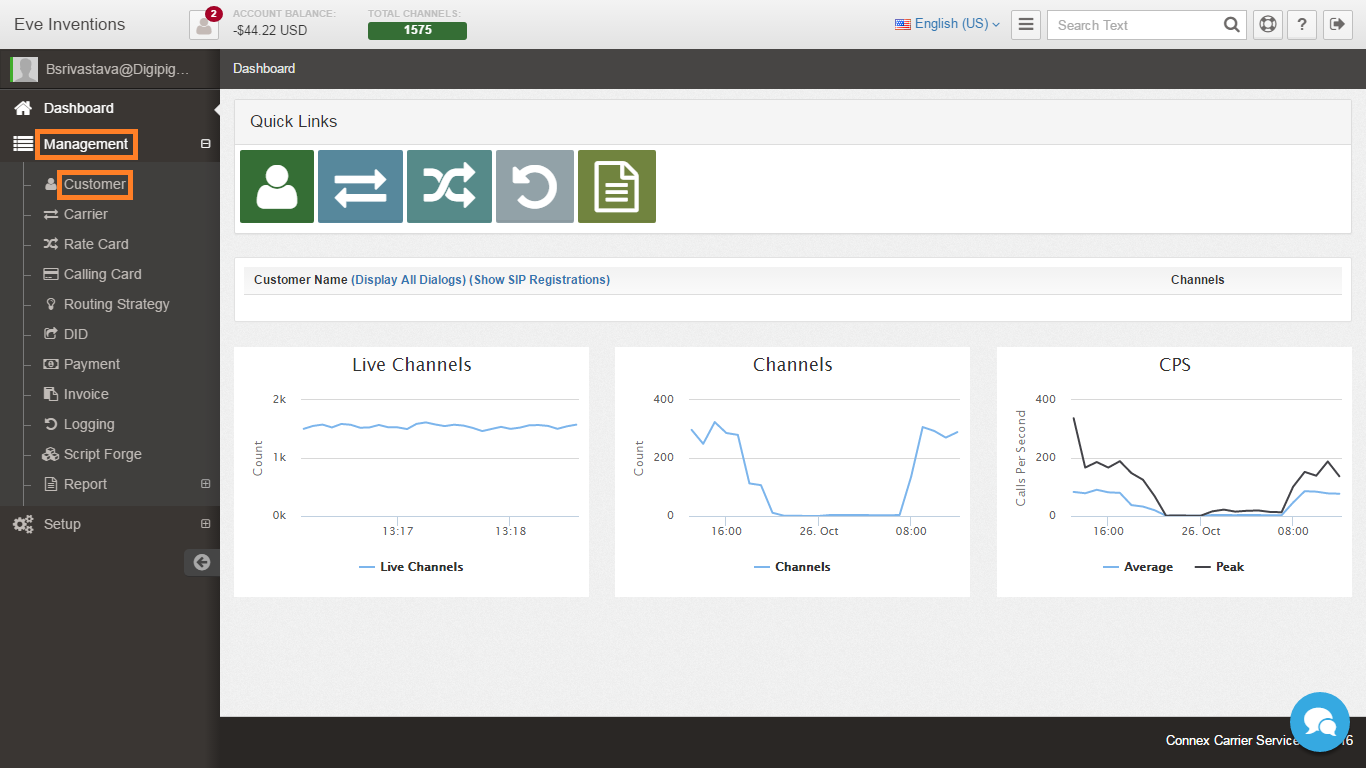 Eve Inventions
2
ACCOUNT BALANCE:
-$44.22 USD
TOTAL CHANNELS:
1575
English (US)
Search Text
?
Bsrivastava@Digipig...
Dashboard
Dashboard
Management
Customer
Carrier
Rate Card
Calling Card
Routing Strategy
DID
Payment
Invoice
Logging
Script Forge
Report
Setup
Quick Links
Customer Name (Display All Dialogs) (Show SIP Registrations)
Channels
Live Channels
2k
1k
0k
Count
13:17
13:18
Live Channels
Channels
400
200
0
Count
16:00
26. Oct
08:00
Channels
CPS
400
200
0
Calls Per Second
16:00
26. Oct
08:00
Average
Peak
Connex Carrier Service